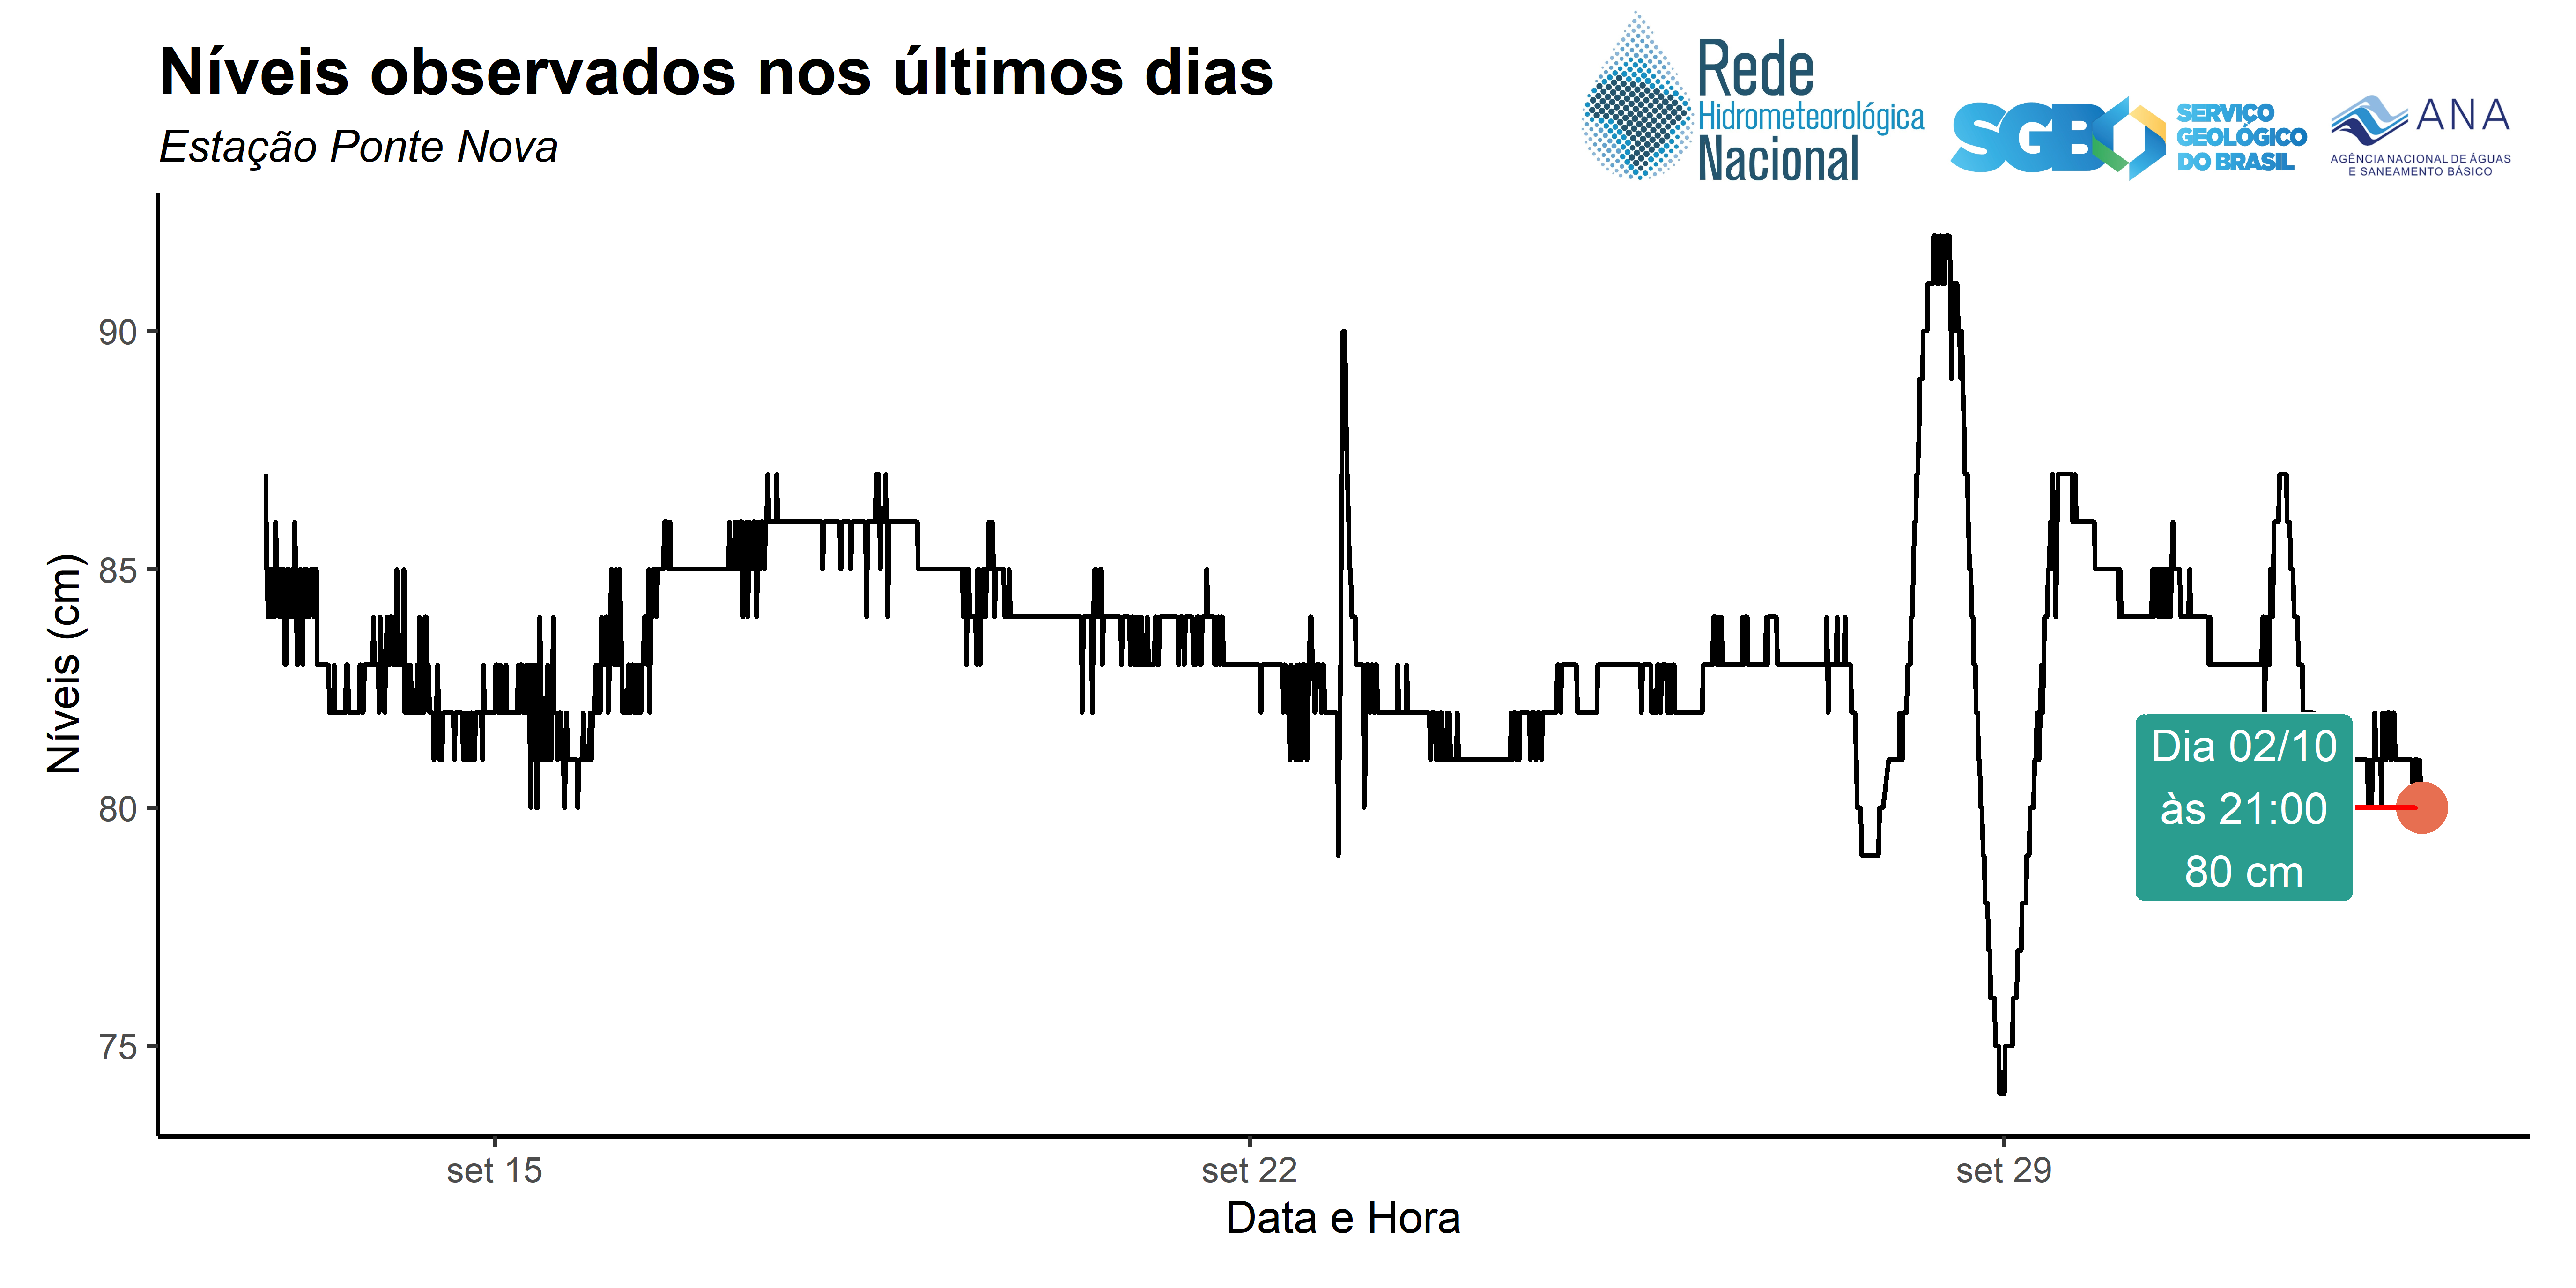 Níveis observados nos últimos dias
Estação Ponte Nova
Rede
Hidrometeorológica
Nacional
SGB
SERVIÇO
GEOLÓGICO
DO BRASIL
ANA
AGÊNCIA NACIONAL DE ÁGUAS
E SANEAMENTO BÁSICO
Níveis (cm)
90
85
80
75
Dia 02/10
às 21:00
80 cm
set 15
set 22
set 29
Data e Hora